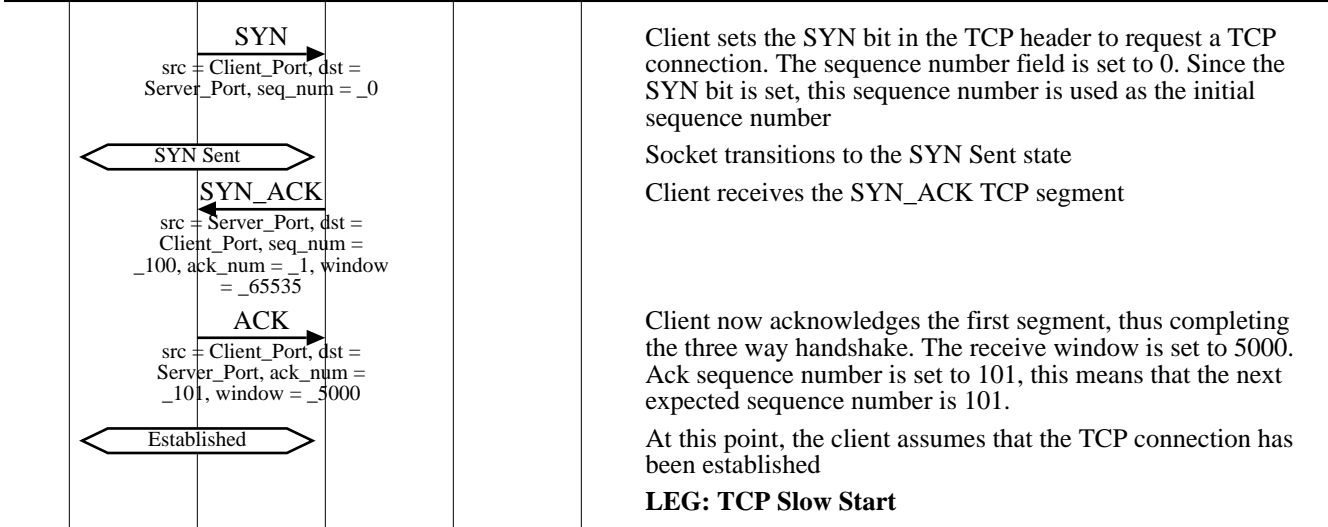 SYN
src = Client_Port, dst =
Server_Port, seq_num = _0
Client sets the SYN bit in the TCP header to request a TCP
connection. The sequence number field is set to 0. Since the
SYN bit is set, this sequence number is used as the initial
sequence number
SYN Sent
Socket transitions to the SYN Sent state
SYN_ACK
src = Server_Port, dst =
Client_Port, seq_num =
_100, ack_num = _1, window
= _65535
Client receives the SYN_ACK TCP segment
ACK
src = Client_Port, dst =
Server_Port, ack_num =
_101, window = _5000
Client now acknowledges the first segment, thus completing
the three way handshake. The receive window is set to 5000.
Ack sequence number is set to 101, this means that the next
expected sequence number is 101.
Established
At this point, the client assumes that the TCP connection has
been established
LEG: TCP Slow Start